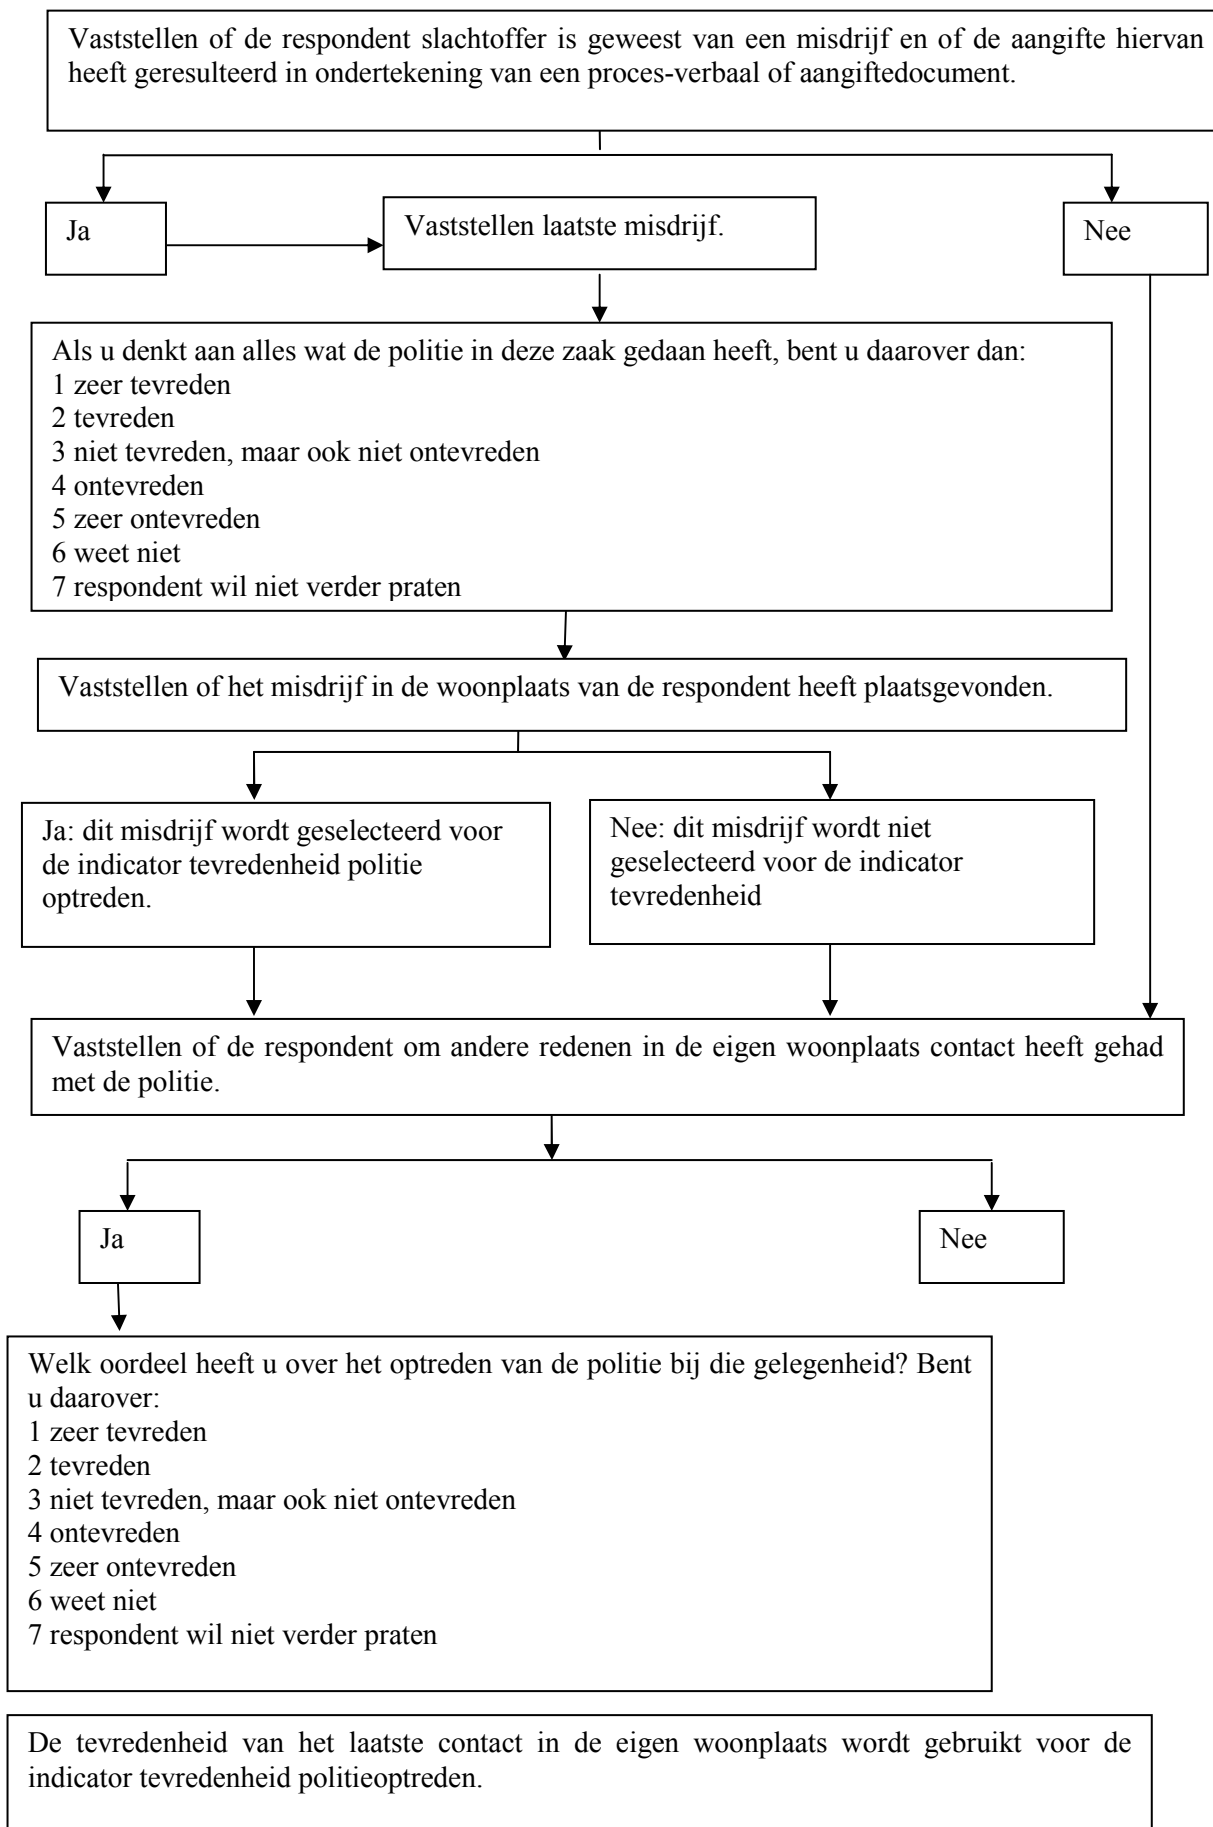 Vaststellen of de respondent slachtoffer is geweest van een misdrijf en of de aangifte hiervan
heeft geresulteerd in ondertekening van een proces-verbaal of aangiftedocument.
Ja
Vaststellen laatste misdrijf.
Nee
Als u denkt aan alles wat de politie in deze zaak gedaan heeft, bent u daarover dan:
1 zeer tevreden
2 tevreden
3 niet tevreden, maar ook niet ontevreden
4 ontevreden
5 zeer ontevreden
6 weet niet
7 respondent wil niet verder praten
Vaststellen of het misdrijf in de woonplaats van de respondent heeft plaatsgevonden.
Ja: dit misdrijf wordt geselecteerd voor
de indicator tevredenheid politie
optreden.
Nee: dit misdrijf wordt niet
geselecteerd voor de indicator
tevredenheid
Vaststellen of de respondent om andere redenen in de eigen woonplaats contact heeft gehad
met de politie.
Ja
Nee
Welk oordeel heeft u over het optreden van de politie bij die gelegenheid? Bent
u daarover:
1 zeer tevreden
2 tevreden
3 niet tevreden, maar ook niet ontevreden
4 ontevreden
5 zeer ontevreden
6 weet niet
7 respondent wil niet verder praten
De tevredenheid van het laatste contact in de eigen woonplaats wordt gebruikt voor de
indicator tevredenheid politieoptreden.